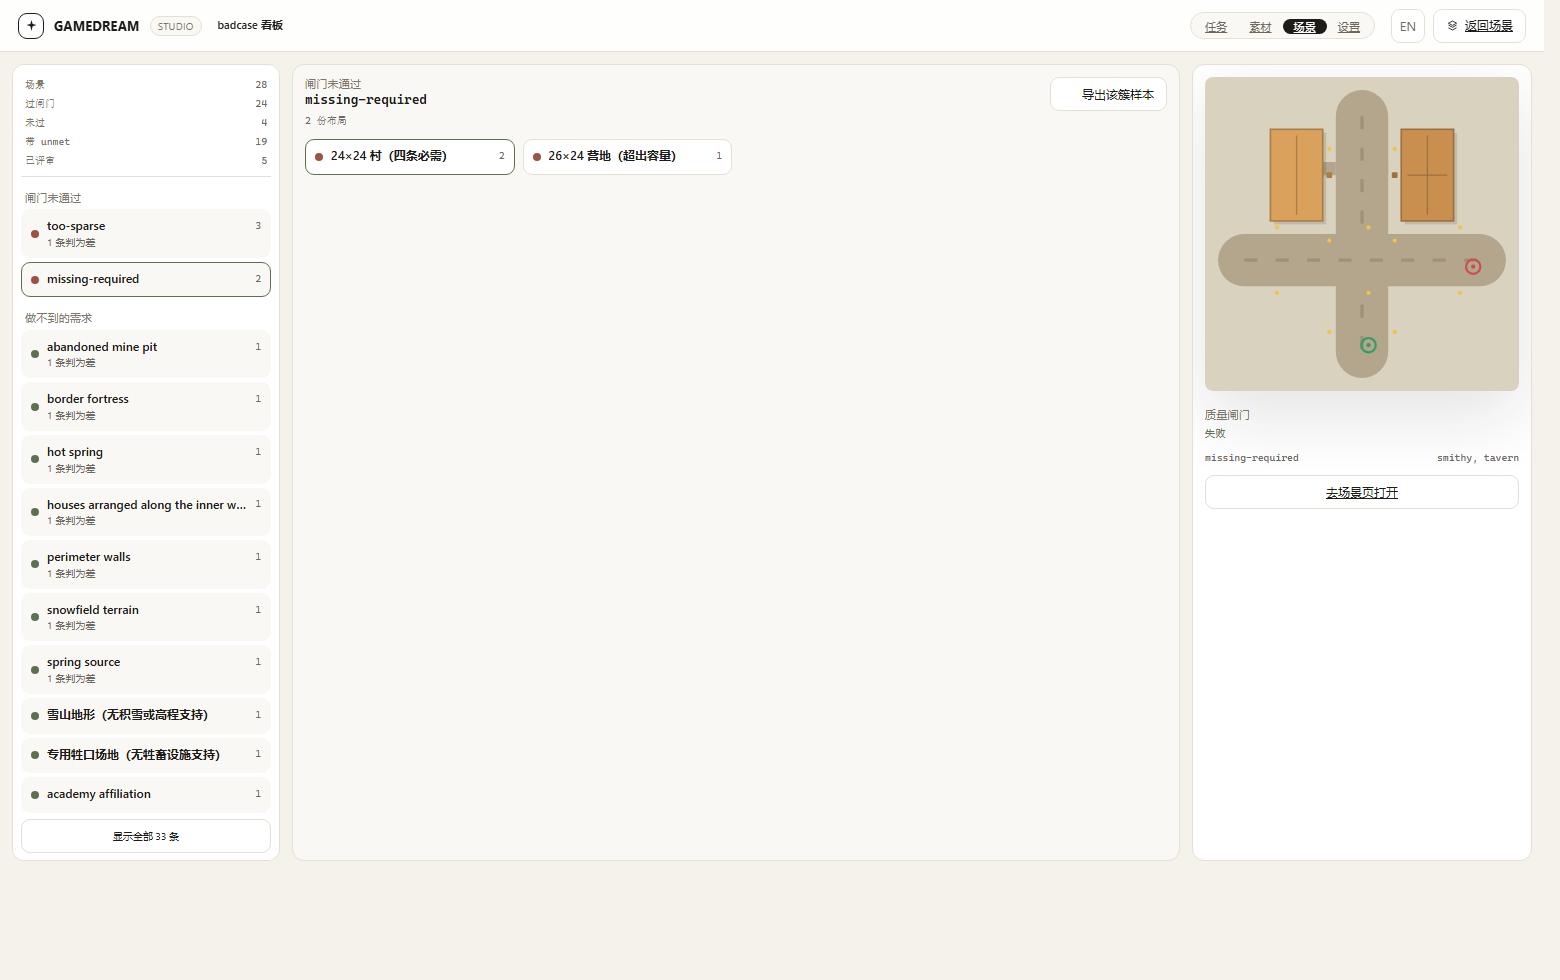 GAMEDREAM
STUDIO
badcase 看板
任务
素材
场景
设置
EN
返回场景
场景 28
过闸门 24
未过 4
带 unmet 19
已评审 5
闸门未通过
too-sparse 3
1 条判为差
missing-required 2
做不到的需求
abandoned mine pit 1
1 条判为差
border fortress 1
1 条判为差
hot spring 1
1 条判为差
houses arranged along the inner w... 1
1 条判为差
perimeter walls 1
1 条判为差
snowfield terrain 1
1 条判为差
spring source 1
1 条判为差
雪山地形（无积雪或高程支持） 1
专用牲口场地（无牲畜设施支持） 1
academy affiliation 1
显示全部 33 条
闸门未通过
missing-required
2 份布局
导出该簇样本
24×24 村（四条必需） 2
26×24 营地（超出容量） 1
质量闸门
失败
missing-required smithy, tavern
去场景页打开